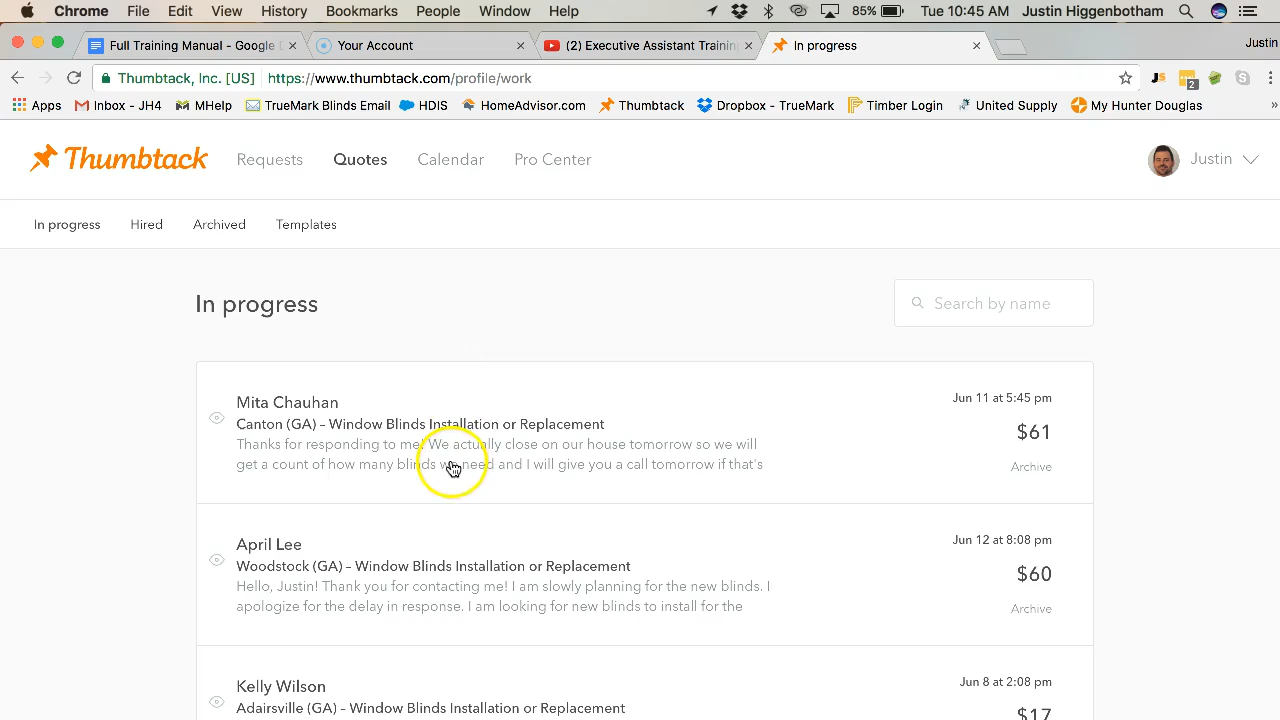 Chrome File Edit View History Bookmarks People Window Help 85% Tue 10:45 AM Justin Higgenbotham
Full Training Manual - Google D Your Account (2) Executive Assistant Trainin In progress Justin
Thumbtack, Inc. [US] https://www.thumbtack.com/profile/work JS 2
Apps Inbox - JH4 MHelp TrueMark Blinds Email HDIS HomeAdvisor.com Thumbtack Dropbox - TrueMark Timber Login United Supply My Hunter Douglas »
Thumbtack Requests Quotes Calendar Pro Center Justin
In progress Hired Archived Templates
In progress Search by name
Mita Chauhan Jun 11 at 5:45 pm
Canton (GA) – Window Blinds Installation or Replacement $61
Thanks for responding to me! We actually close on our house tomorrow so we will
get a count of how many blinds we need and I will give you a call tomorrow if that's Archive
April Lee Jun 12 at 8:08 pm
Woodstock (GA) – Window Blinds Installation or Replacement $60
Hello, Justin! Thank you for contacting me! I am slowly planning for the new blinds. I
apologize for the delay in response. I am looking for new blinds to install for the Archive
Kelly Wilson Jun 8 at 2:08 pm
Adairsville (GA) – Window Blinds Installation or Replacement $17